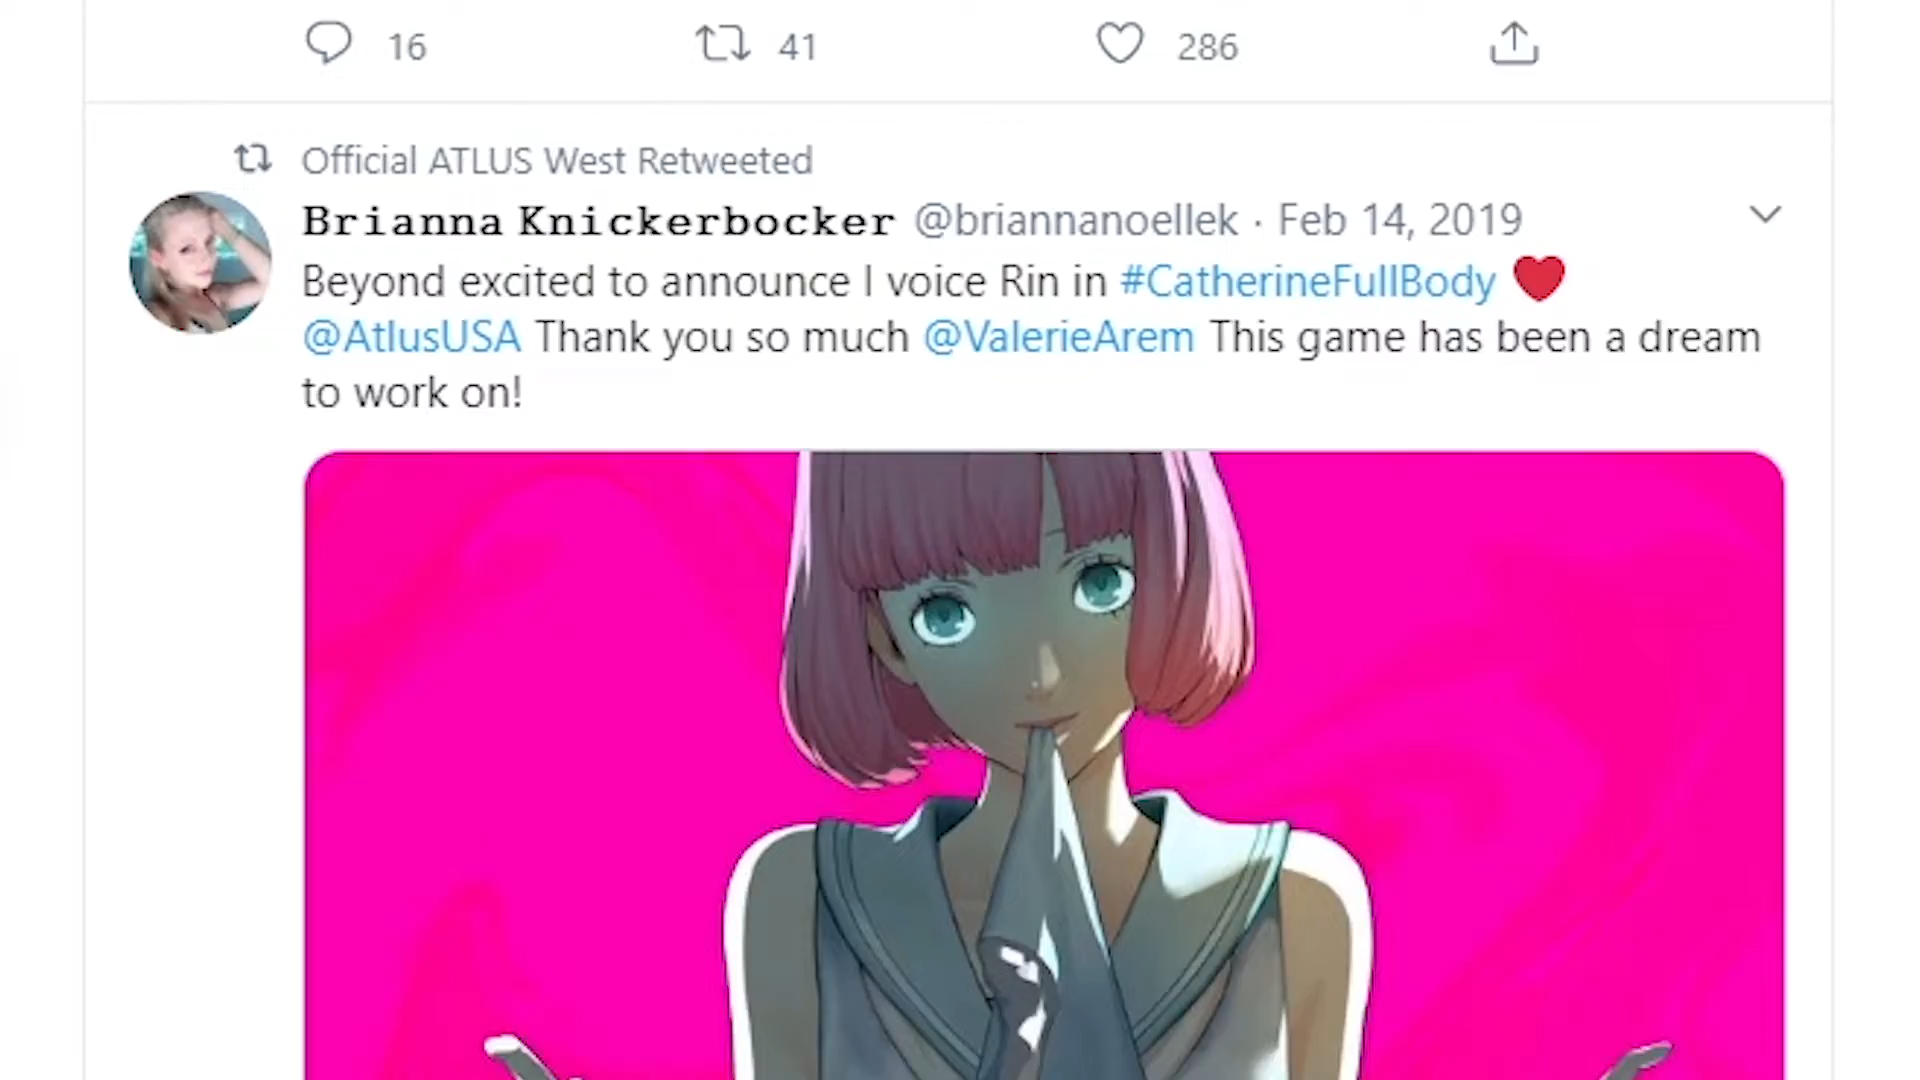 16 41 286
Official ATLUS West Retweeted
Brianna Knickerbocker @briannanoellek · Feb 14, 2019
Beyond excited to announce I voice Rin in #CatherineFullBody ❤
@AtlusUSA Thank you so much @ValerieArem This game has been a dream
to work on!